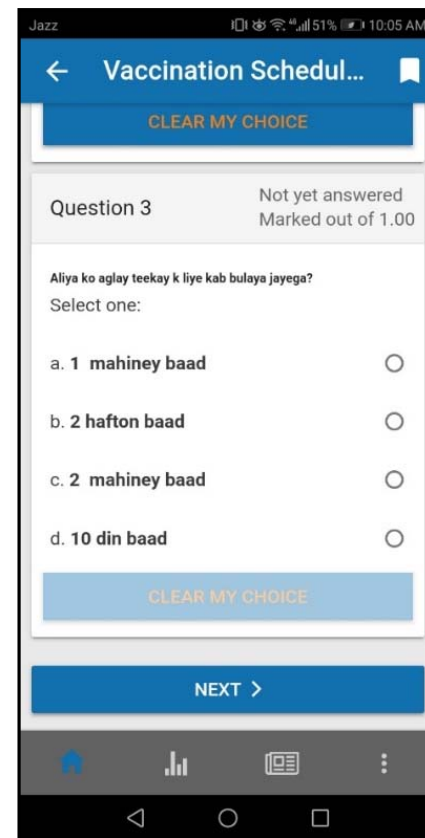 Jazz 51% 10:05 AM
Vaccination Schedul...
CLEAR MY CHOICE
Question 3
Not yet answered
Marked out of 1.00
Aliya ko aglay teekay k liye kab bulaya jayega?
Select one:
a. 1 mahiney baad
b. 2 hafton baad
c. 2 mahiney baad
d. 10 din baad
CLEAR MY CHOICE
NEXT >